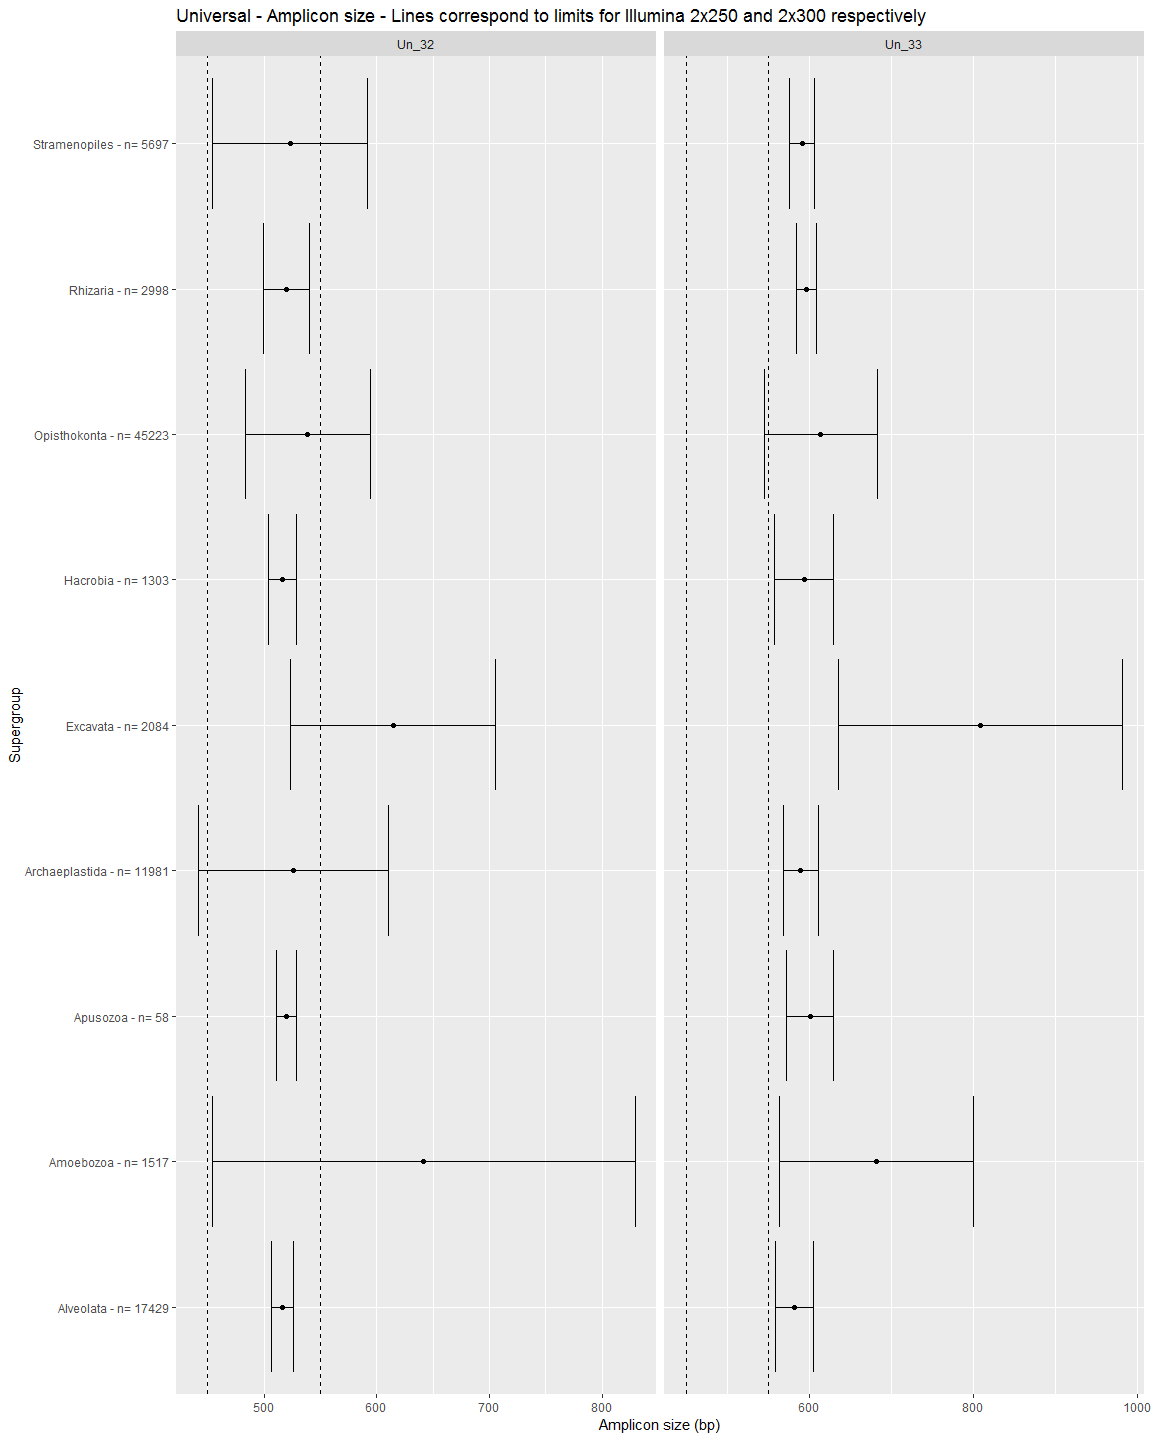 Universal - Amplicon size - Lines correspond to limits for Illumina 2x250 and 2x300 respectively
Un_32
Un_33
Supergroup
Stramenopiles - n= 5697
Rhizaria - n= 2998
Opisthokonta - n= 45223
Hacrobia - n= 1303
Excavata - n= 2084
Archaeplastida - n= 11981
Apusozoa - n= 58
Amoebozoa - n= 1517
Alveolata - n= 17429
500 600 700 800
600 800 1000
Amplicon size (bp)